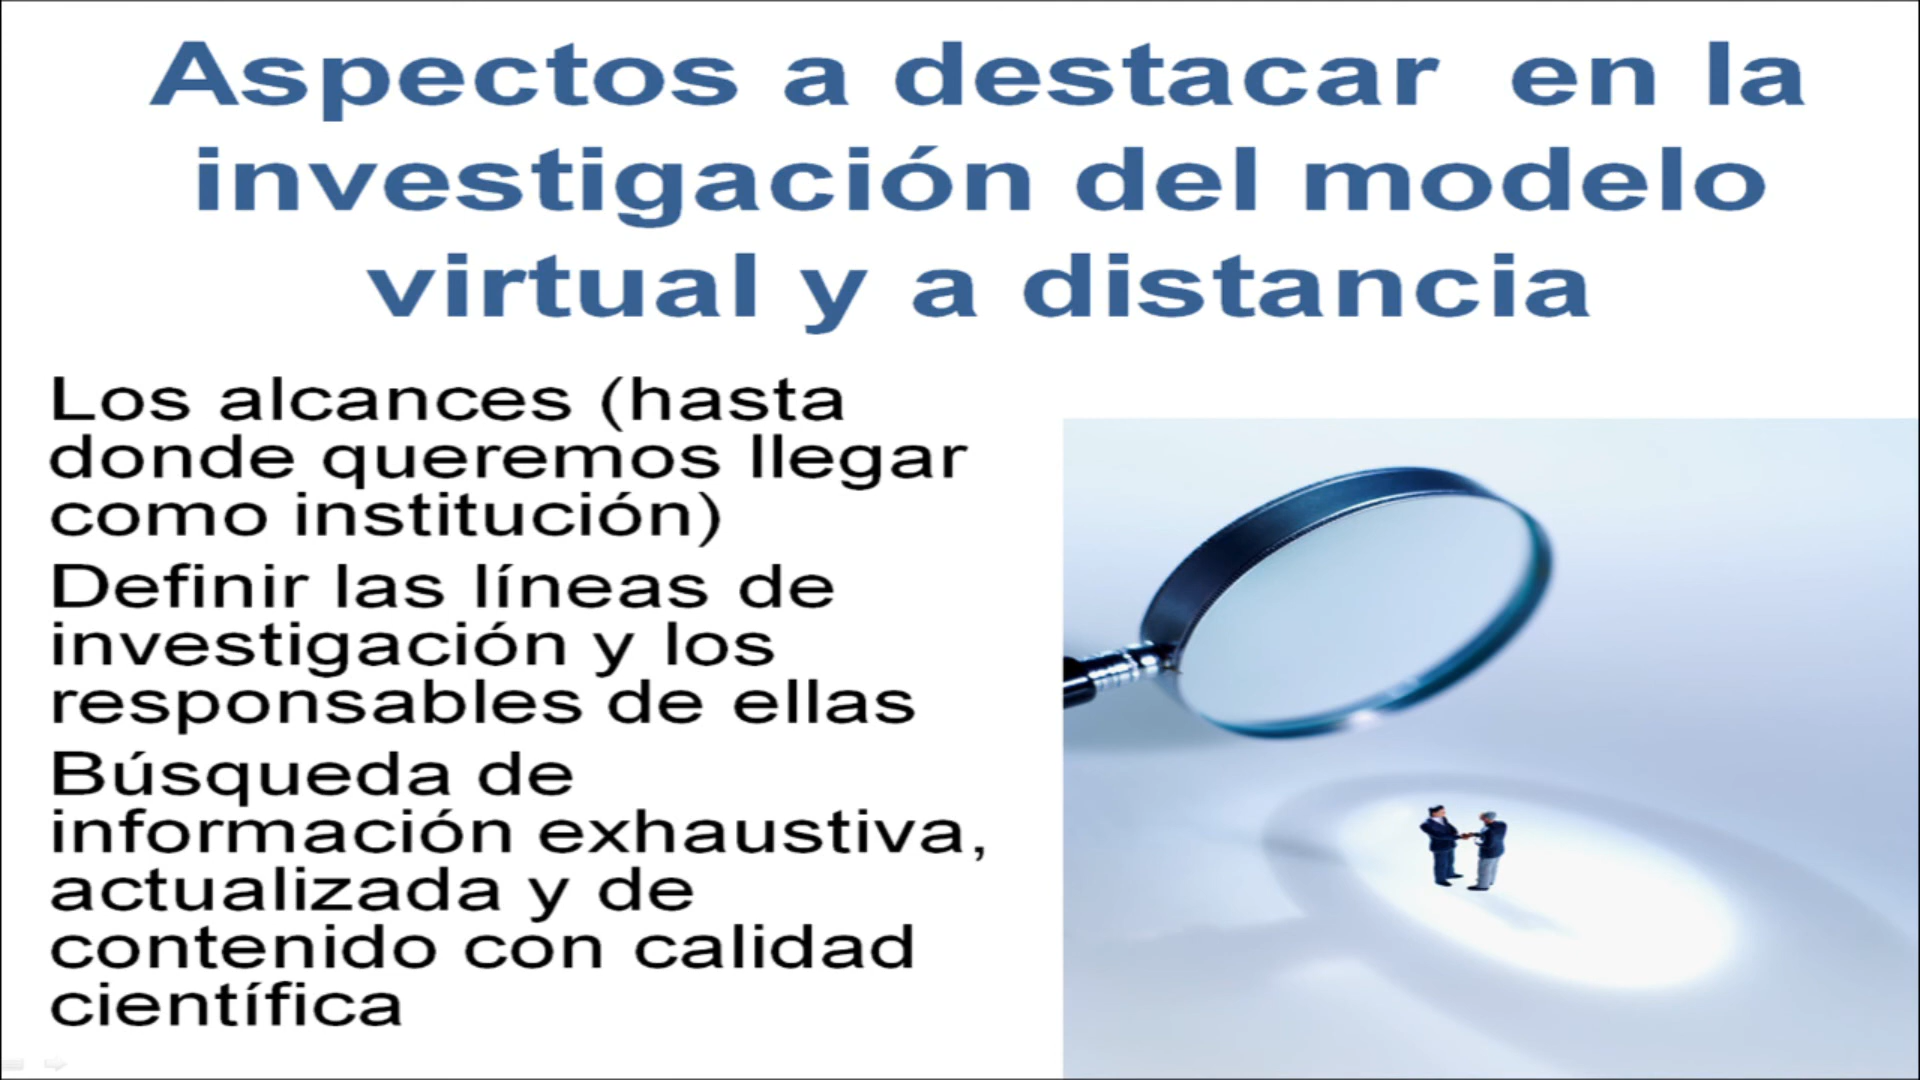 Aspectos a destacar en la
investigación del modelo
virtual y a distancia
Los alcances (hasta
donde queremos llegar
como institución)
Definir las líneas de
investigación y los
responsables de ellas
Búsqueda de
información exhaustiva,
actualizada y de
contenido con calidad
científica